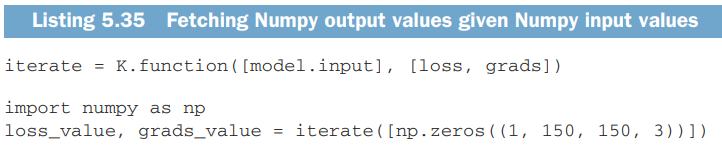 Listing 5.35 Fetching Numpy output values given Numpy input values
iterate = K.function([model.input], [loss, grads])
import numpy as np
loss_value, grads_value = iterate([np.zeros((1, 150, 150, 3))])